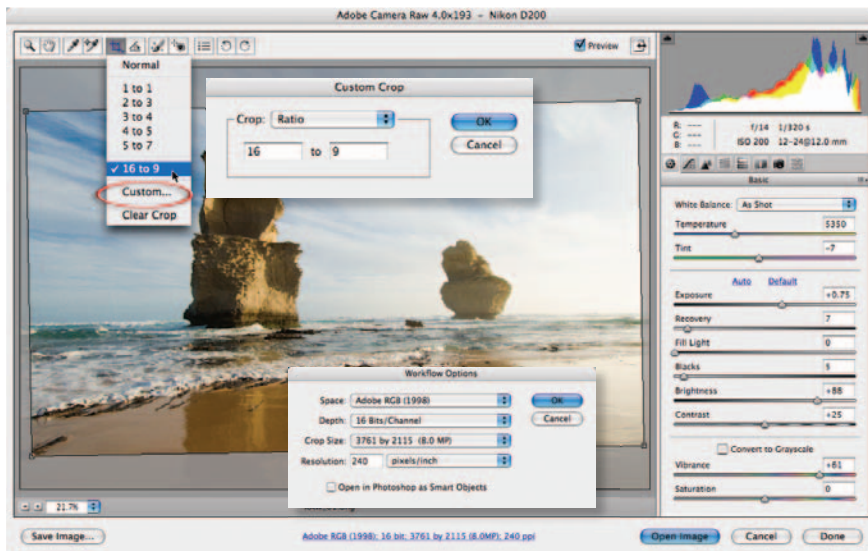 Adobe Camera Raw 4.0x193 – Nikon D200
Preview
Normal
1 to 1
2 to 3
3 to 4
4 to 5
5 to 7
✓ 16 to 9
Custom...
Clear Crop
Custom Crop
Crop: Ratio
16 to 9
OK
Cancel
R: ---
G: ---
B: ---
f/14 1/320 s
ISO 200 12-24@12.0 mm
Basic
White Balance: As Shot
Temperature 5350
Tint -7
Auto Default
Exposure +0.75
Recovery 7
Fill Light 0
Blacks 5
Brightness +88
Contrast +25
Convert to Grayscale
Vibrance +61
Saturation 0
Workflow Options
Space: Adobe RGB (1998)
Depth: 16 Bits/Channel
Crop Size: 3761 by 2115 (8.0 MP)
Resolution: 240 pixels/inch
Open in Photoshop as Smart Objects
OK
Cancel
21.7%
Save Image...
Adobe RGB (1998); 16 bit; 3761 by 2115 (8.0MP); 240 ppi
Open Image
Cancel
Done